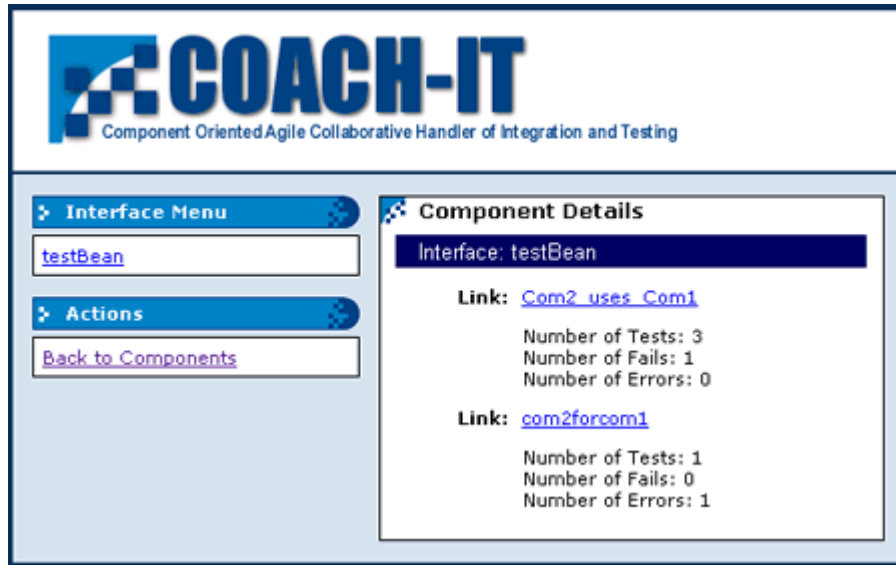 COACH-IT
Component Oriented Agile Collaborative Handler of Integration and Testing
Interface Menu
testBean
Actions
Back to Components
Component Details
Interface: testBean
Link: Com2_uses_Com1
Number of Tests: 3
Number of Fails: 1
Number of Errors: 0
Link: com2forcom1
Number of Tests: 1
Number of Fails: 0
Number of Errors: 1